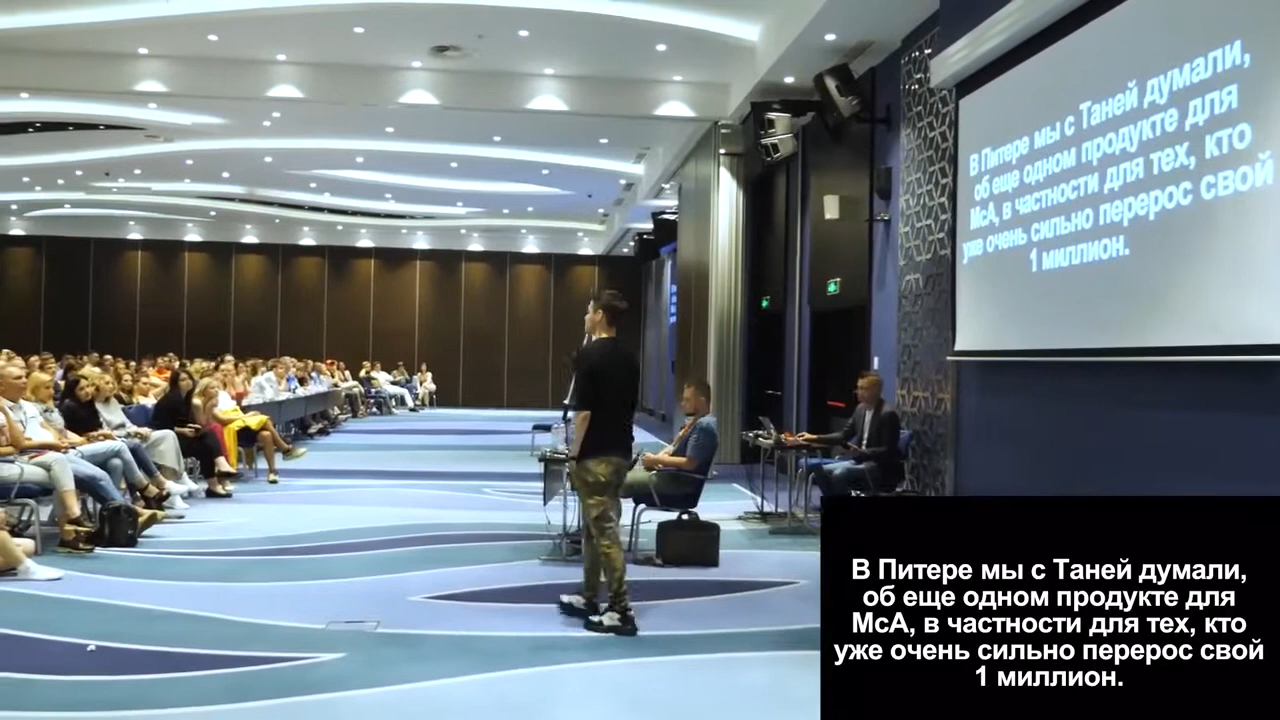 В Питере мы с Таней думали,
об еще одном продукте для
МсА, в частности для тех, кто
уже очень сильно перерос свой
1 миллион.
В Питере мы с Таней думали,
об еще одном продукте для
МсА, в частности для тех, кто
уже очень сильно перерос свой
1 миллион.